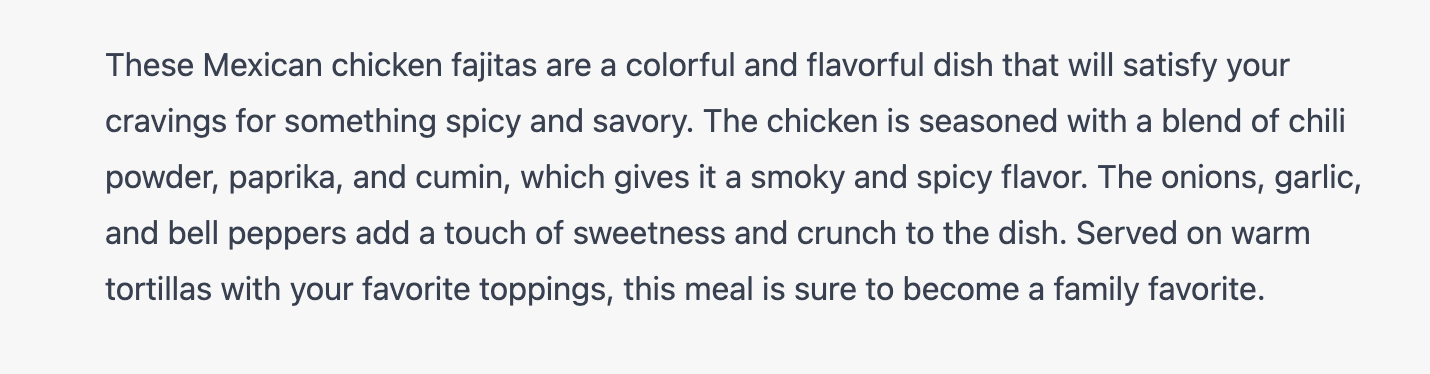 These Mexican chicken fajitas are a colorful and flavorful dish that will satisfy your
cravings for something spicy and savory. The chicken is seasoned with a blend of chili
powder, paprika, and cumin, which gives it a smoky and spicy flavor. The onions, garlic,
and bell peppers add a touch of sweetness and crunch to the dish. Served on warm
tortillas with your favorite toppings, this meal is sure to become a family favorite.